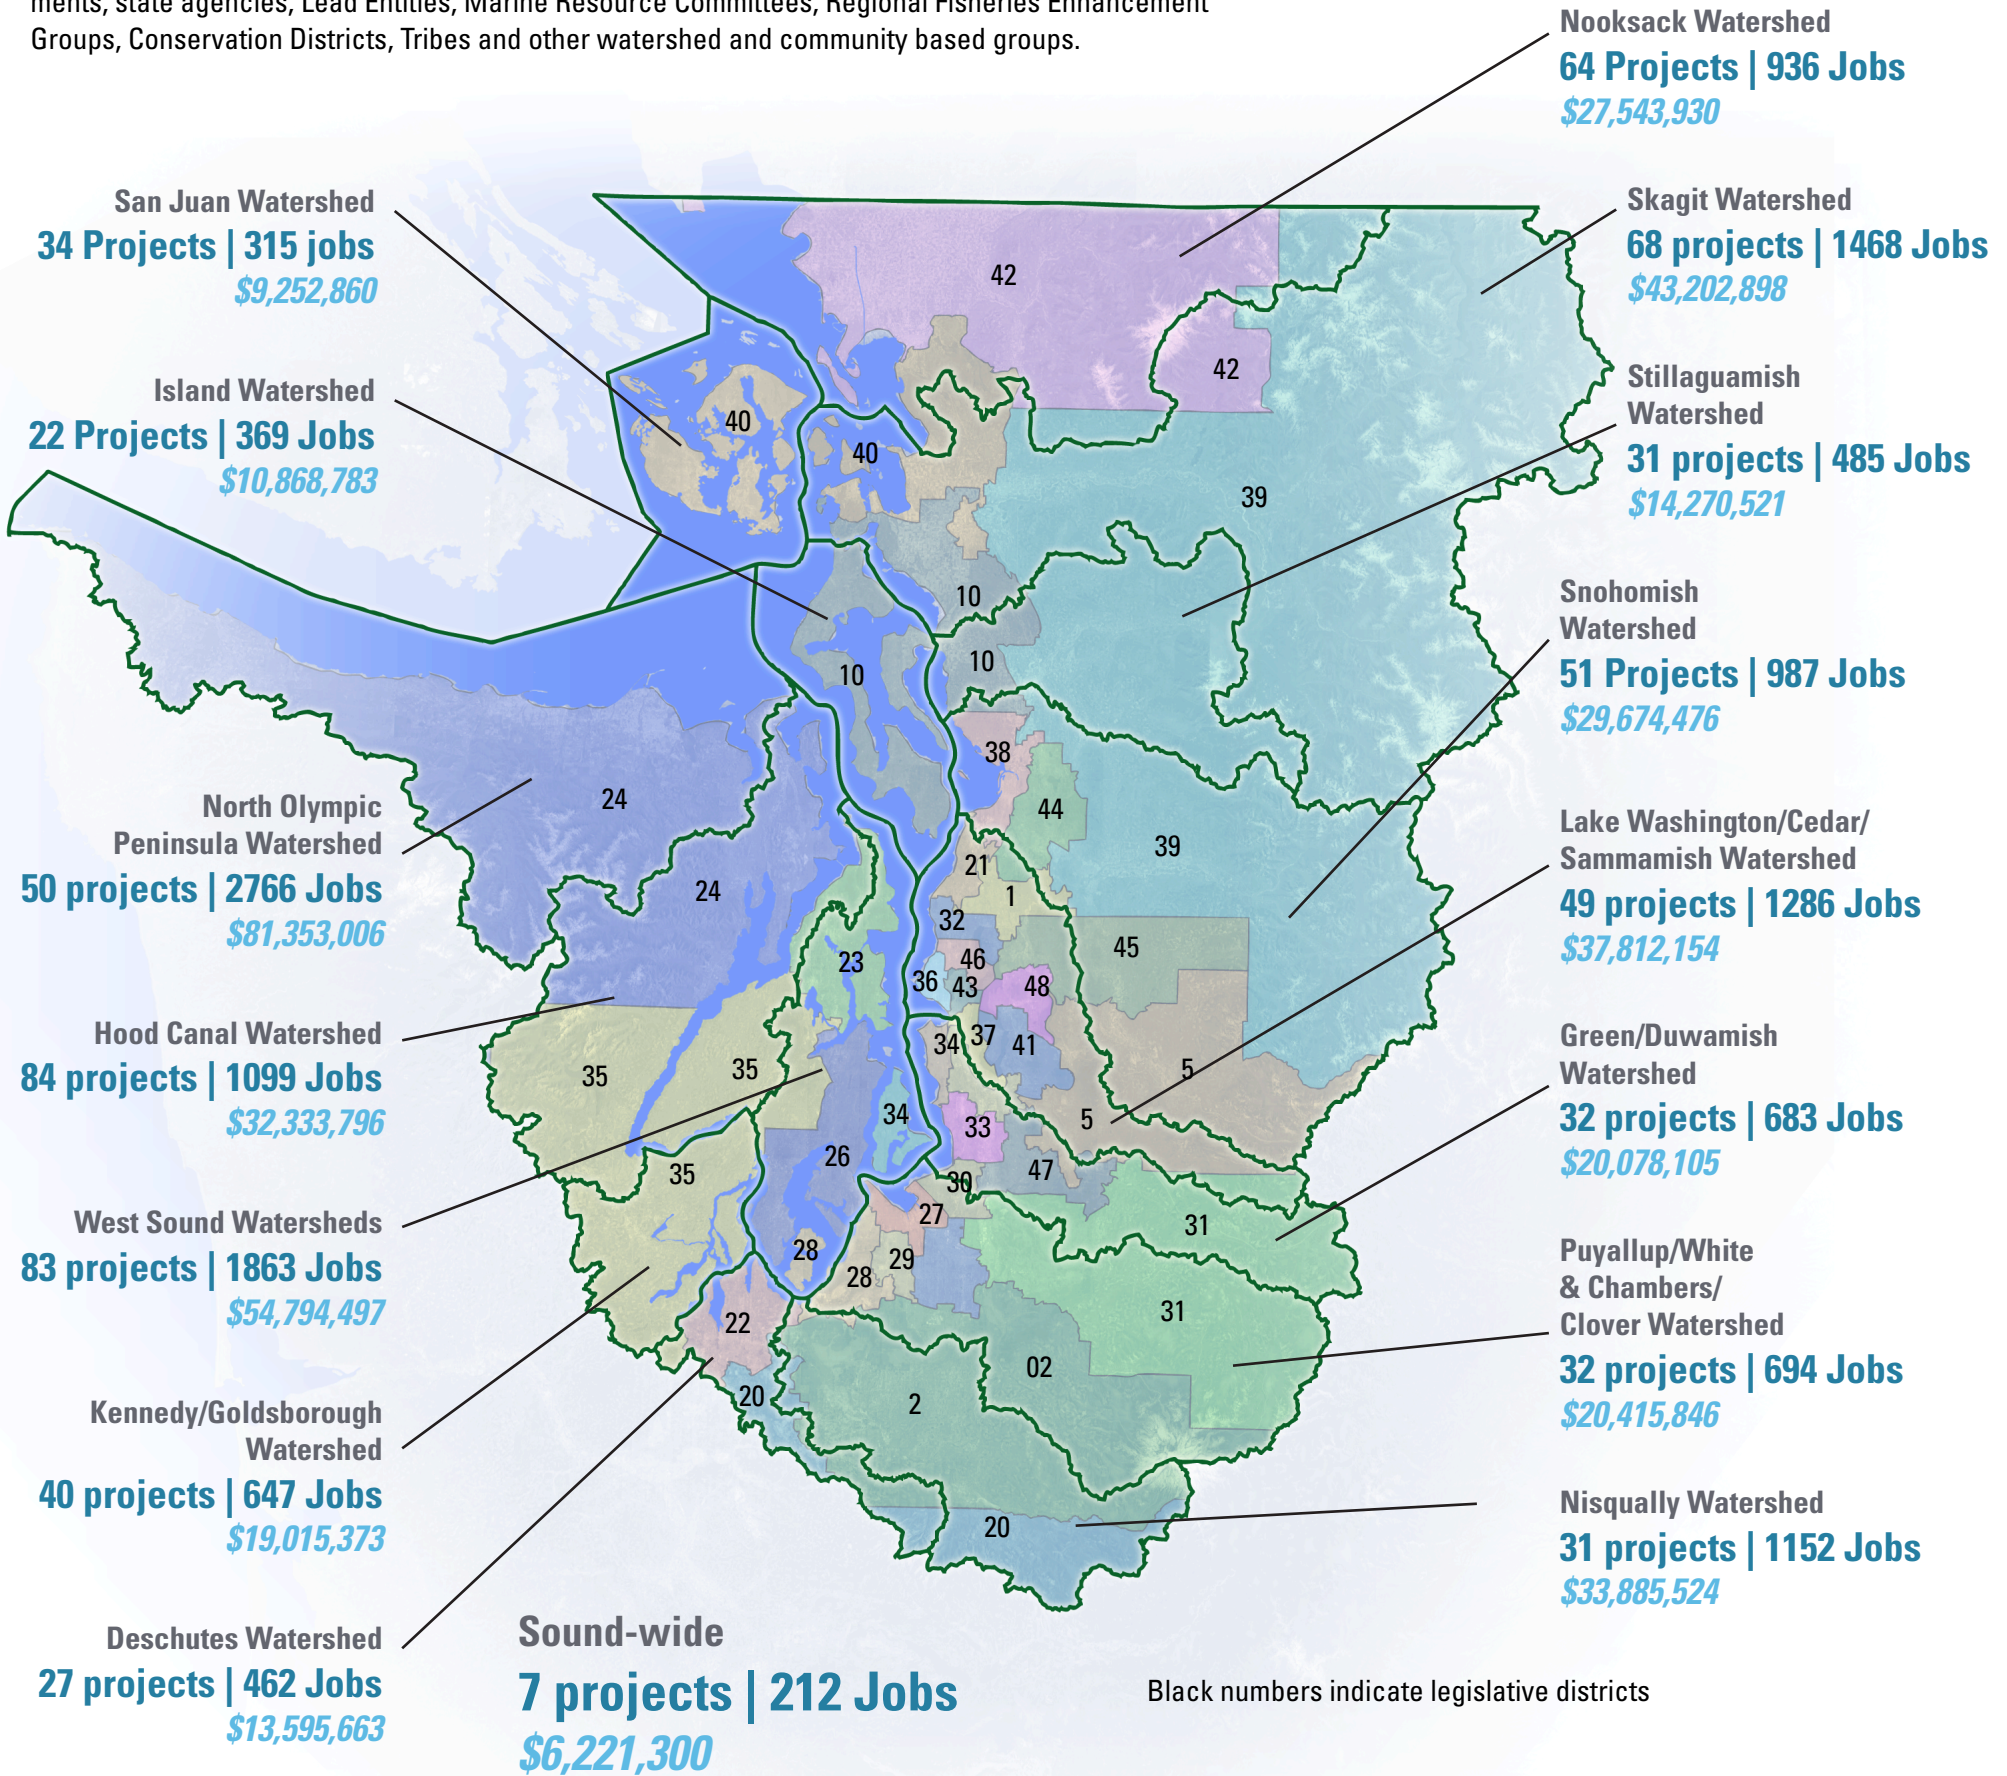 ments, state agencies, Lead Entities, Marine Resource Committees, Regional Fisheries Enhancement
Groups, Conservation Districts, Tribes and other watershed and community based groups.
Nooksack Watershed
64 Projects | 936 Jobs
$27,543,930
San Juan Watershed
34 Projects | 315 jobs
$9,252,860
Skagit Watershed
68 projects | 1468 Jobs
$43,202,898
Island Watershed
22 Projects | 369 Jobs
$10,868,783
Stillaguamish
Watershed
31 projects | 485 Jobs
$14,270,521
Snohomish
Watershed
51 Projects | 987 Jobs
$29,674,476
North Olympic
Peninsula Watershed
50 projects | 2766 Jobs
$81,353,006
Lake Washington/Cedar/
Sammamish Watershed
49 projects | 1286 Jobs
$37,812,154
Hood Canal Watershed
84 projects | 1099 Jobs
$32,333,796
Green/Duwamish
Watershed
32 projects | 683 Jobs
$20,078,105
West Sound Watersheds
83 projects | 1863 Jobs
$54,794,497
Puyallup/White
& Chambers/
Clover Watershed
32 projects | 694 Jobs
$20,415,846
Kennedy/Goldsborough
Watershed
40 projects | 647 Jobs
$19,015,373
Nisqually Watershed
31 projects | 1152 Jobs
$33,885,524
Deschutes Watershed
27 projects | 462 Jobs
$13,595,663
Sound-wide
7 projects | 212 Jobs
$6,221,300
Black numbers indicate legislative districts
42
42
40
40
39
10
10
10
38
24
44
39
21
24
1
32
45
23
46
36
43
48
37
34
41
35
35
5
34
5
33
26
47
35
30
27
31
28
29
28
31
22
02
20
2
20